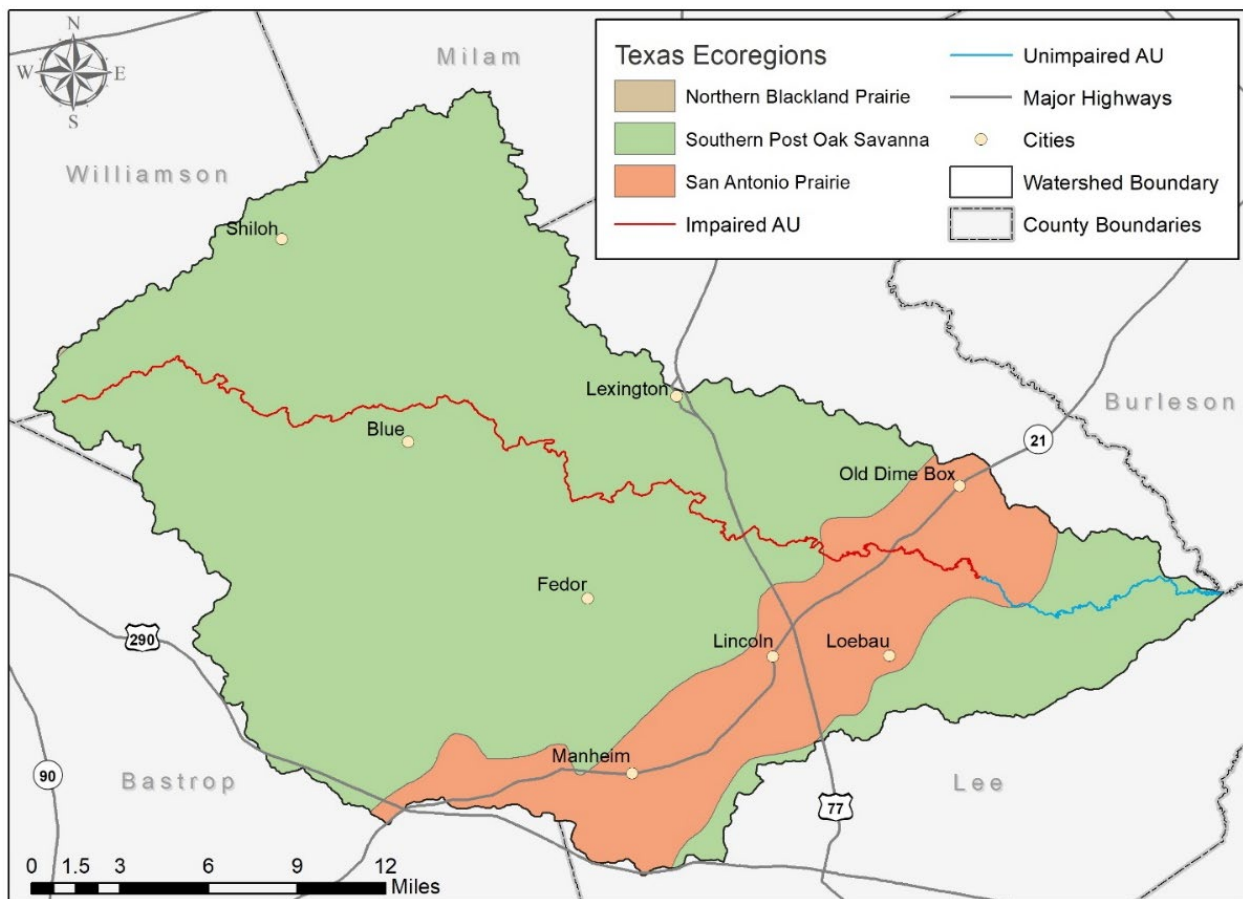 N
W E
S
Milam
Williamson
Texas Ecoregions
Northern Blackland Prairie
Southern Post Oak Savanna
San Antonio Prairie
Impaired AU
Unimpaired AU
Major Highways
Cities
Watershed Boundary
County Boundaries
Shiloh
Lexington
Burleson
Blue
21
Old Dime Box
Fedor
290
Lincoln
Loebau
Manheim
90
Bastrop
Lee
77
0 1.5 3 6 9 12
Miles